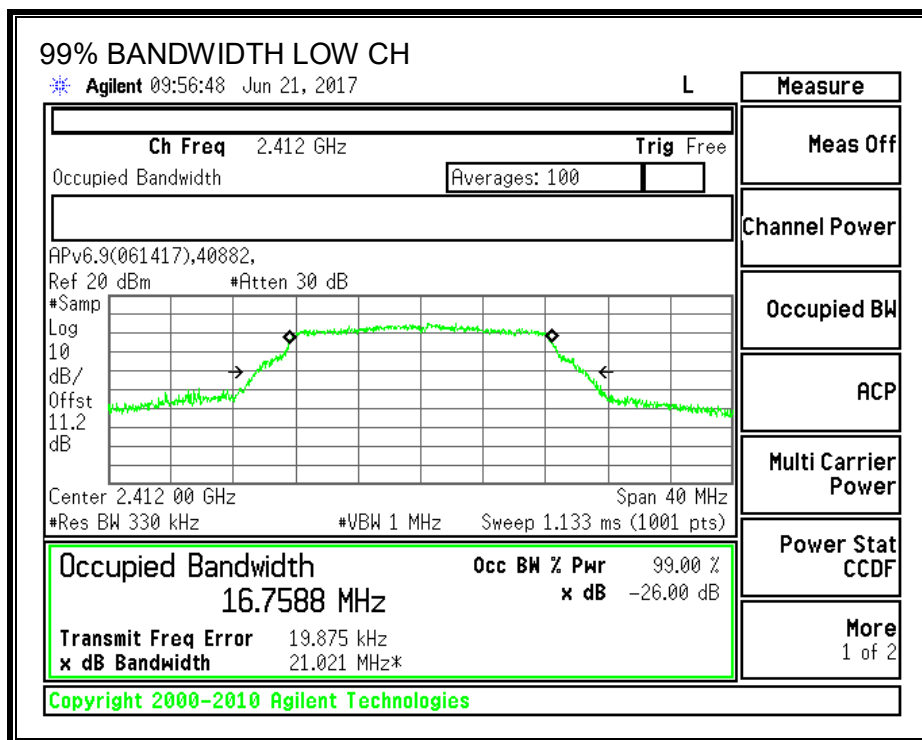 99% BANDWIDTH LOW CH
Agilent 09:56:48 Jun 21, 2017 L
Measure
Ch Freq 2.412 GHz Trig Free
Meas Off
Occupied Bandwidth Averages: 100
Channel Power
APv6.9(061417),40882,
Ref 20 dBm #Atten 30 dB
#Samp
Log
10
dB/
Offst
11.2
dB
Occupied BW
ACP
Center 2.412 00 GHz Span 40 MHz
#Res BW 330 kHz #VBW 1 MHz Sweep 1.133 ms (1001 pts)
Multi Carrier
Power
Occupied Bandwidth
16.7588 MHz
Occ BW % Pwr 99.00 %
x dB -26.00 dB
Transmit Freq Error 19.875 kHz
x dB Bandwidth 21.021 MHz*
Power Stat
CCDF
More
1 of 2
Copyright 2000-2010 Agilent Technologies